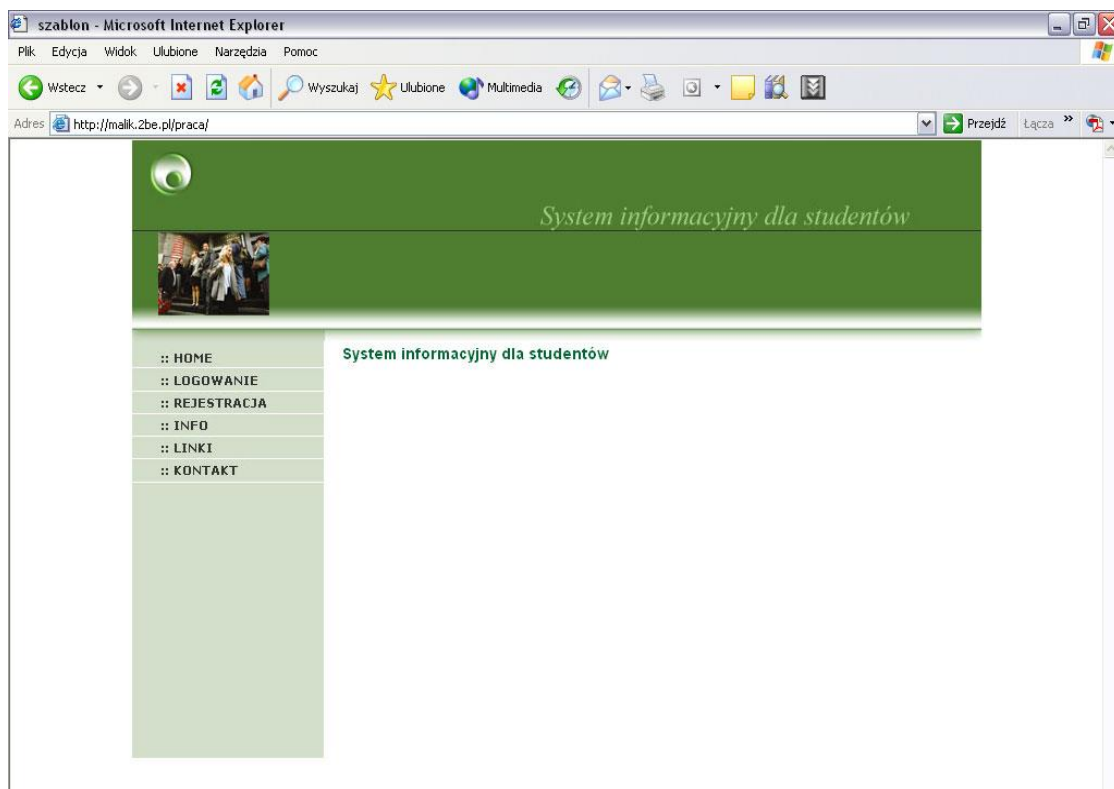 szablon - Microsoft Internet Explorer
Plik Edycja Widok Ulubione Narzędzia Pomoc
Wstecz Wyszukaj Ulubione Multimedia
Adres http://malik.2be.pl/praca/ Przejdź Łącza »
System informacyjny dla studentów
:: HOME
System informacyjny dla studentów
:: LOGOWANIE
:: REJESTRACJA
:: INFO
:: LINKI
:: KONTAKT